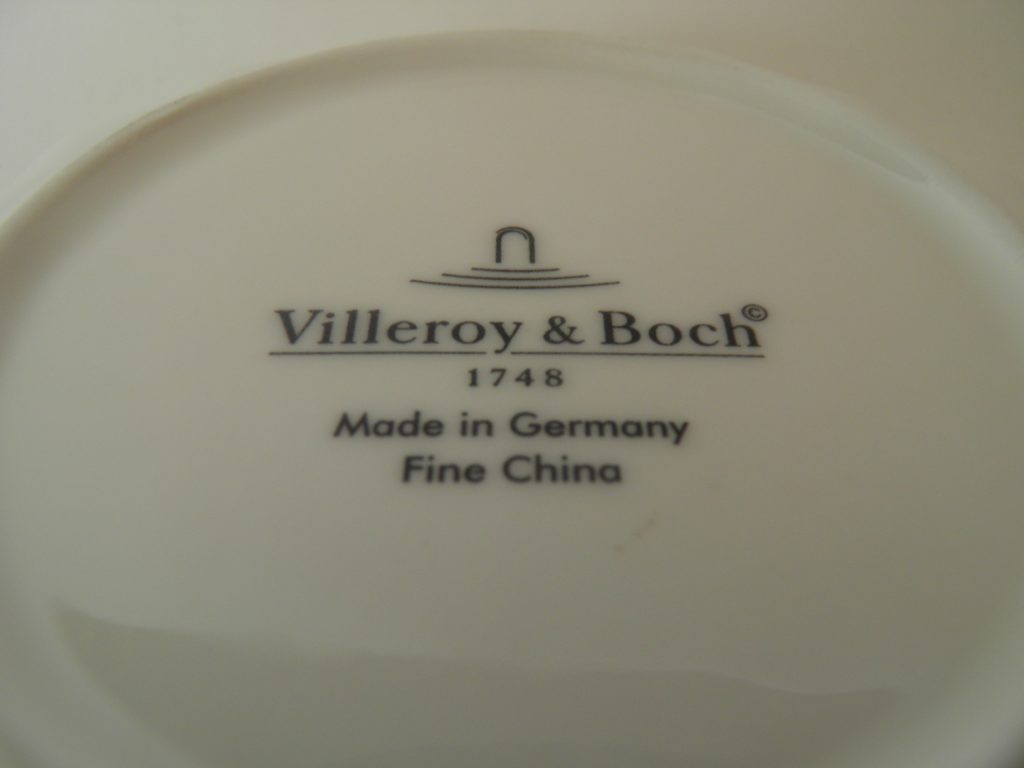 Villeroy & Boch©
1748
Made in Germany
Fine China